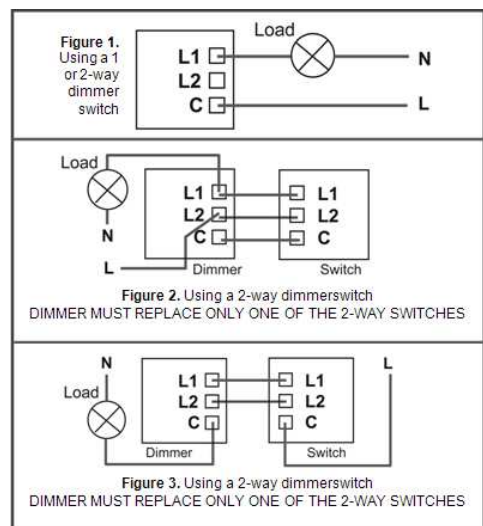 Figure 1.
Using a 1
or 2-way
dimmer
switch
L1
L2
C
Load
N
L
Load
N
L
L1
L2
C
Dimmer
L1
L2
C
Switch
Figure 2. Using a 2-way dimmerswitch
DIMMER MUST REPLACE ONLY ONE OF THE 2-WAY SWITCHES
N
Load
L1
L2
C
Dimmer
L1
L2
C
Switch
L
Figure 3. Using a 2-way dimmerswitch
DIMMER MUST REPLACE ONLY ONE OF THE 2-WAY SWITCHES